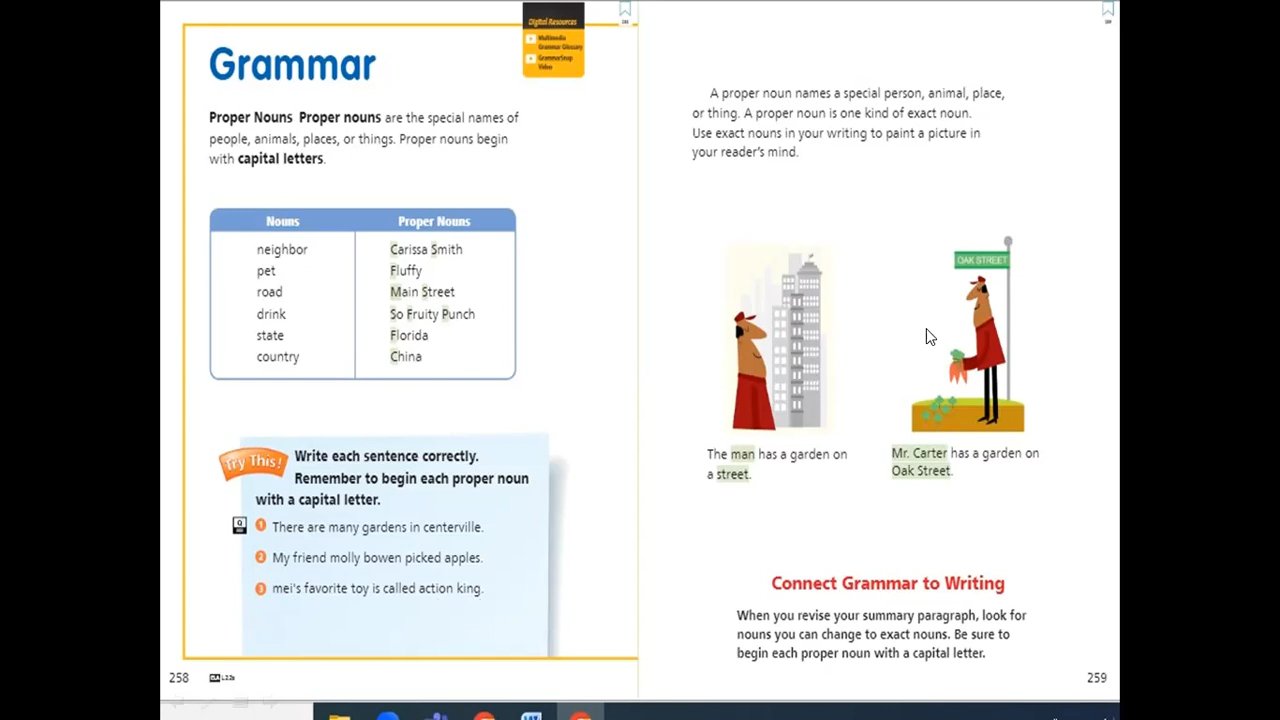 Digital Resources
Multimedia
Grammar Glossary
GrammarSnap
Video
Grammar
Proper Nouns Proper nouns are the special names of
people, animals, places, or things. Proper nouns begin
with capital letters.
Nouns Proper Nouns
neighbor Carissa Smith
pet Fluffy
road Main Street
drink So Fruity Punch
state Florida
country China
Try This!
Write each sentence correctly.
Remember to begin each proper noun
with a capital letter.
1 There are many gardens in centerville.
2 My friend molly bowen picked apples.
3 mei's favorite toy is called action king.
258
A proper noun names a special person, animal, place,
or thing. A proper noun is one kind of exact noun.
Use exact nouns in your writing to paint a picture in
your reader's mind.
OAK STREET
The man has a garden on
a street.
Mr. Carter has a garden on
Oak Street.
Connect Grammar to Writing
When you revise your summary paragraph, look for
nouns you can change to exact nouns. Be sure to
begin each proper noun with a capital letter.
259